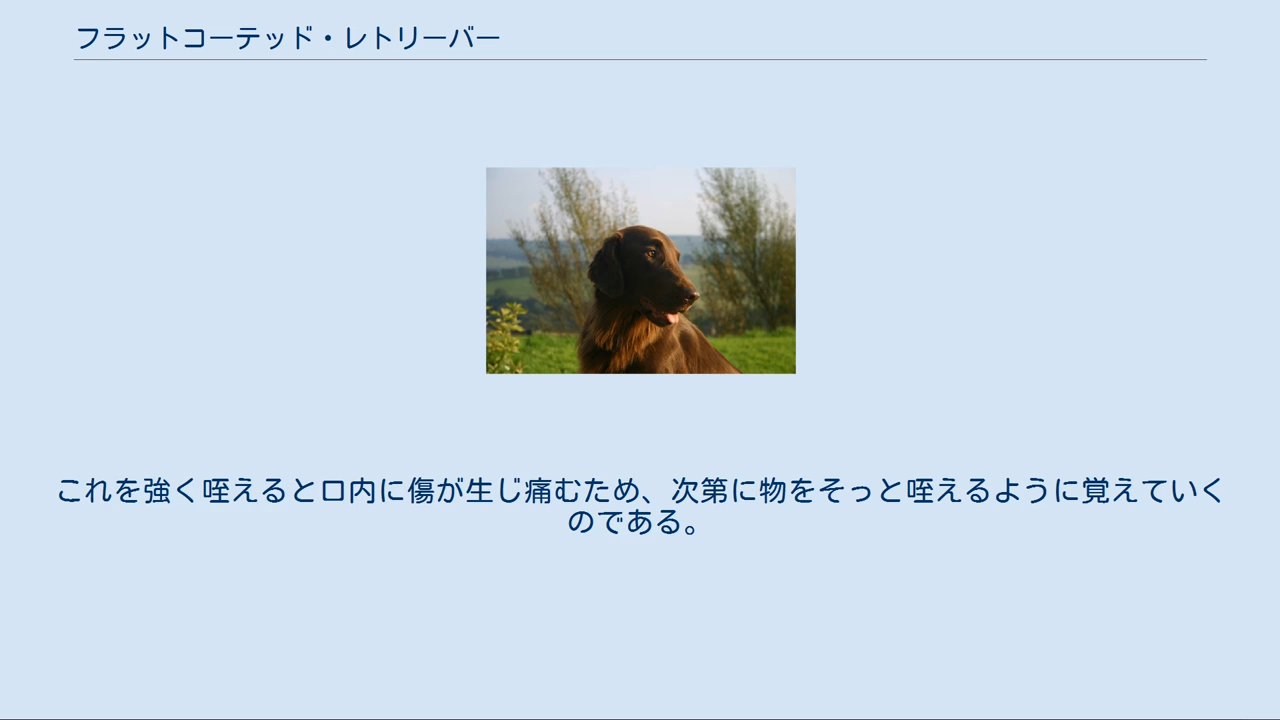 フラットコーテッド・レトリーバー
これを強く咥えると口内に傷が生じ痛むため、次第に物をそっと咥えるように覚えていく
のである。